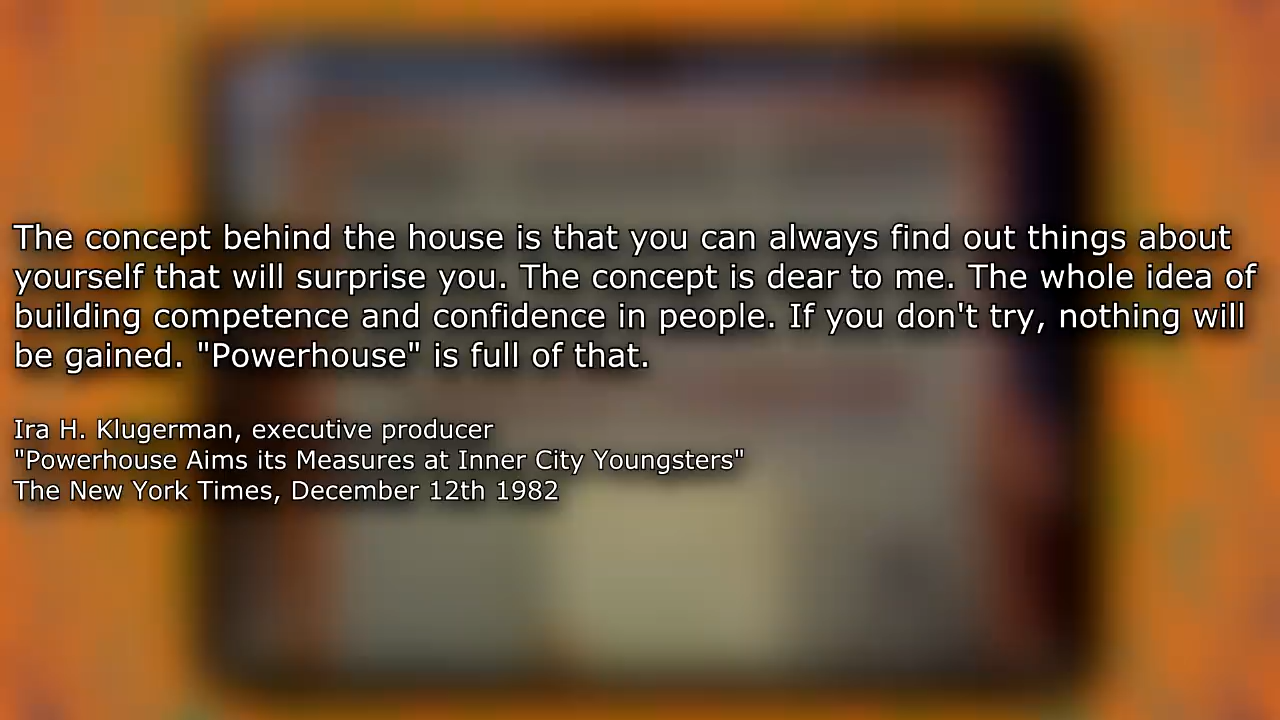 The concept behind the house is that you can always find out things about
yourself that will surprise you. The concept is dear to me. The whole idea of
building competence and confidence in people. If you don't try, nothing will
be gained. "Powerhouse" is full of that.
Ira H. Klugerman, executive producer
"Powerhouse Aims its Measures at Inner City Youngsters"
The New York Times, December 12th 1982